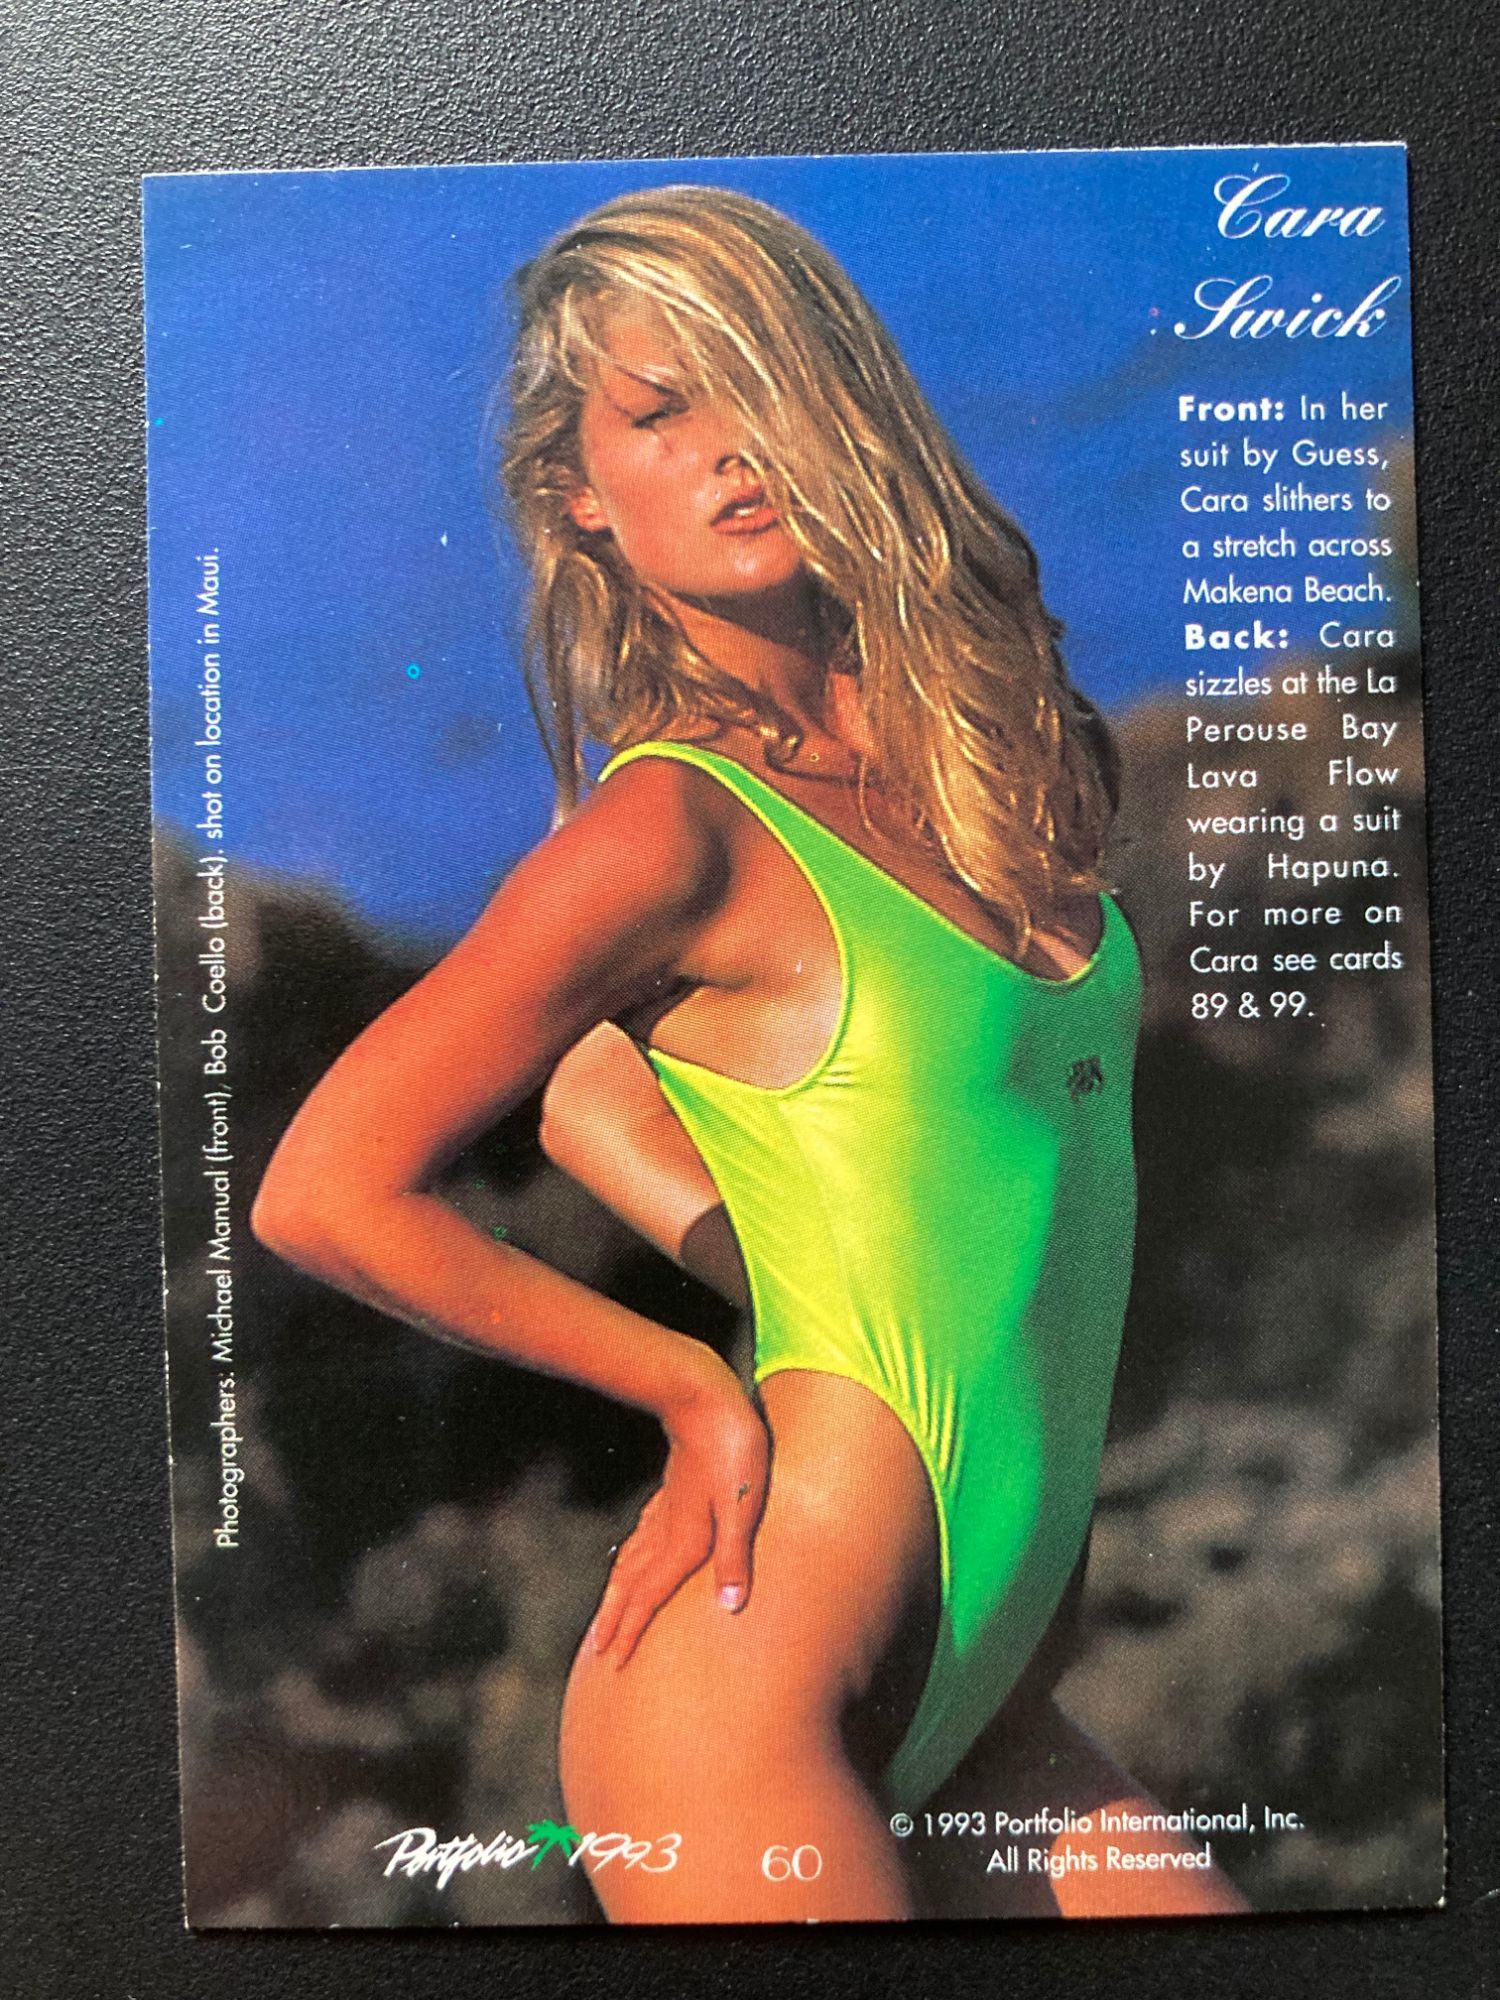 Cara
Swick
Front: In her
suit by Guess,
Cara slithers to
a stretch across
Makena Beach.
Back: Cara
sizzles at the La
Perouse Bay
Lava Flow
wearing a suit
by Hapuna.
For more on
Cara see cards
89 & 99.
Photographers: Michael Manual (front), Bob Coello (back). shot on location in Maui.
Portfolio 1993
60
© 1993 Portfolio International, Inc.
All Rights Reserved